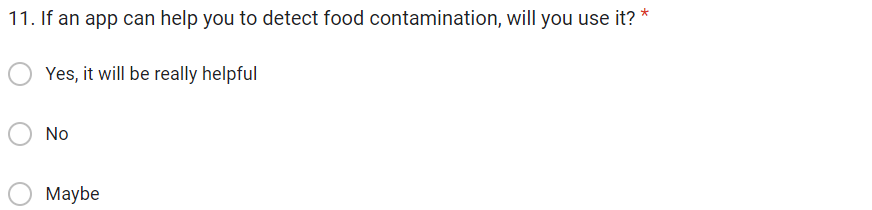 11. If an app can help you to detect food contamination, will you use it? *
Yes, it will be really helpful
No
Maybe